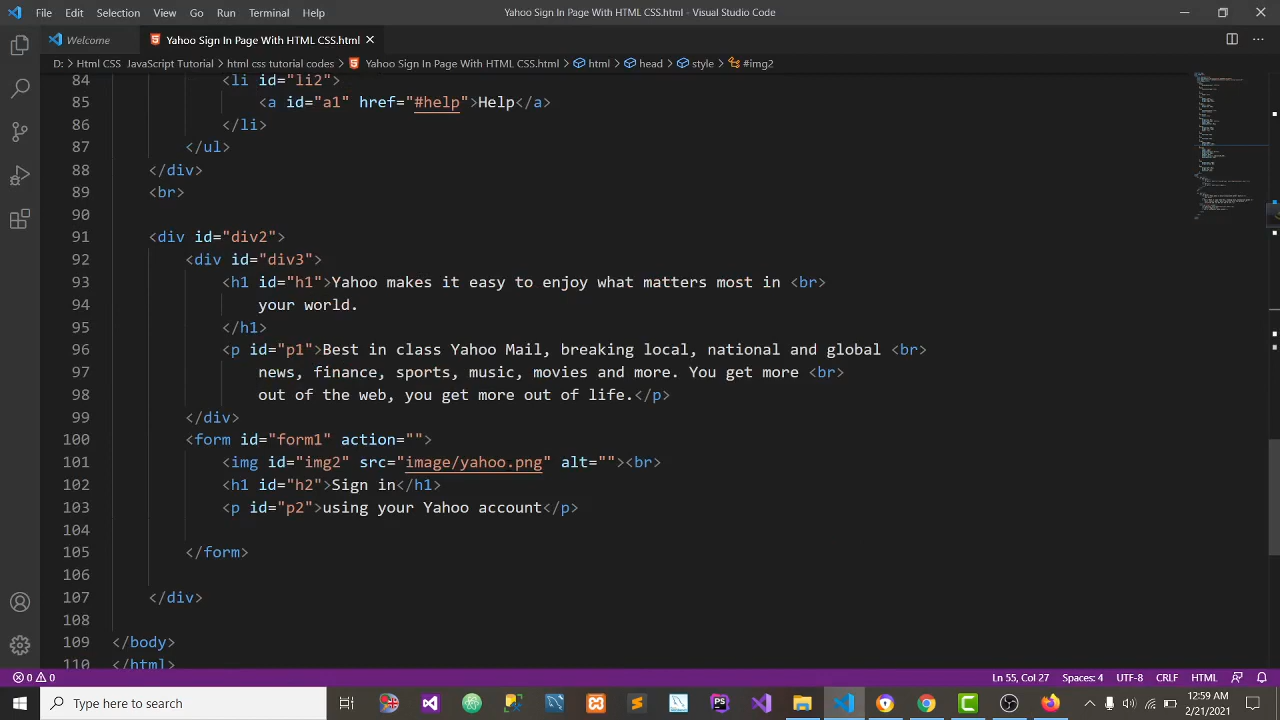 File Edit Selection View Go Run Terminal Help
Yahoo Sign In Page With HTML CSS.html - Visual Studio Code
Welcome
Yahoo Sign In Page With HTML CSS.html
D: > Html CSS JavaScript Tutorial > html css tutorial codes > Yahoo Sign In Page With HTML CSS.html > html > head > style > #img2
84 <li id="li2">
85 <a id="a1" href="#help">Help</a>
86 </li>
87 </ul>
88 </div>
89 <br>
90
91 <div id="div2">
92 <div id="div3">
93 <h1 id="h1">Yahoo makes it easy to enjoy what matters most in <br>
94 your world.
95 </h1>
96 <p id="p1">Best in class Yahoo Mail, breaking local, national and global <br>
97 news, finance, sports, music, movies and more. You get more <br>
98 out of the web, you get more out of life.</p>
99 </div>
100 <form id="form1" action="">
101 <img id="img2" src="image/yahoo.png" alt=""><br>
102 <h1 id="h2">Sign in</h1>
103 <p id="p2">using your Yahoo account</p>
104
105 </form>
106
107 </div>
108
109 </body>
110 </html>
0 0
Ln 55, Col 27 Spaces: 4 UTF-8 CRLF HTML
Type here to search
PS
12:59 AM
2/21/2021